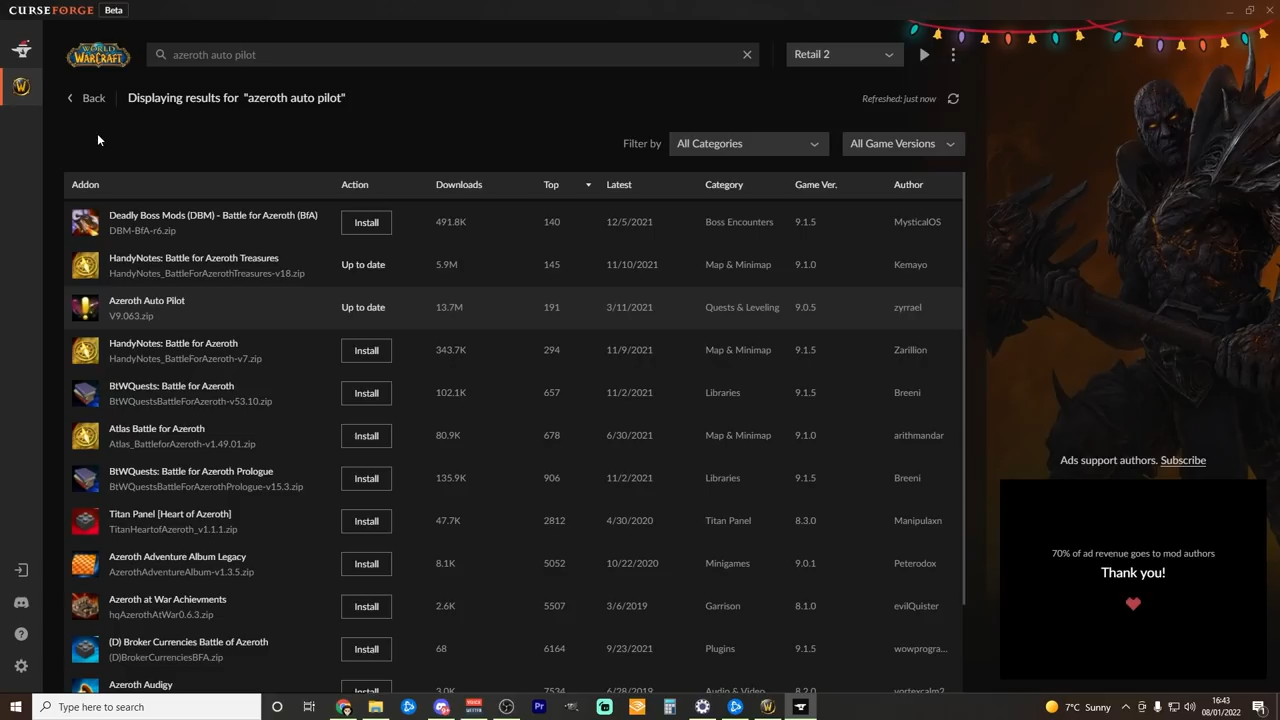 CURSEFORGE Beta
WORLD WARCRAFT
azeroth auto pilot
Retail 2
Back
Displaying results for "azeroth auto pilot"
Refreshed: just now
Filter by All Categories All Game Versions
Addon Action Downloads Top Latest Category Game Ver. Author
Deadly Boss Mods (DBM) - Battle for Azeroth (BfA)
DBM-BfA-r6.zip
Install 491.8K 140 12/5/2021 Boss Encounters 9.1.5 MysticalOS
HandyNotes: Battle for Azeroth Treasures
HandyNotes_BattleForAzerothTreasures-v18.zip
Up to date 5.9M 145 11/10/2021 Map & Minimap 9.1.0 Kemayo
Azeroth Auto Pilot
V9.063.zip
Up to date 13.7M 191 3/11/2021 Quests & Leveling 9.0.5 zyrrael
HandyNotes: Battle for Azeroth
HandyNotes_BattleForAzeroth-v7.zip
Install 343.7K 294 11/9/2021 Map & Minimap 9.1.5 Zarillion
BtWQuests: Battle for Azeroth
BtWQuestsBattleForAzeroth-v53.10.zip
Install 102.1K 657 11/2/2021 Libraries 9.1.5 Breeni
Atlas Battle for Azeroth
Atlas_BattleforAzeroth-v1.49.01.zip
Install 80.9K 678 6/30/2021 Map & Minimap 9.1.0 arithmandar
BtWQuests: Battle for Azeroth Prologue
BtWQuestsBattleForAzerothPrologue-v15.3.zip
Install 135.9K 906 11/2/2021 Libraries 9.1.5 Breeni
Titan Panel [Heart of Azeroth]
TitanHeartofAzeroth_v1.1.1.zip
Install 47.7K 2812 4/30/2020 Titan Panel 8.3.0 Manipulaxn
Azeroth Adventure Album Legacy
AzerothAdventureAlbum-v1.3.5.zip
Install 8.1K 5052 10/22/2020 Minigames 9.0.1 Peterodox
Azeroth at War Achievments
hqAzerothAtWar0.6.3.zip
Install 2.6K 5507 3/6/2019 Garrison 8.1.0 evilQuister
(D) Broker Currencies Battle of Azeroth
(D)BrokerCurrenciesBFA.zip
Install 68 6164 9/23/2021 Plugins 9.1.5 wowprogra...
Azeroth Audigy
Install 3.0K 7534 6/28/2019 Audio & Video 8.2.0 vortexcalm2
Ads support authors. Subscribe
70% of ad revenue goes to mod authors
Thank you!
Type here to search
7°C Sunny
16:43
08/01/2022